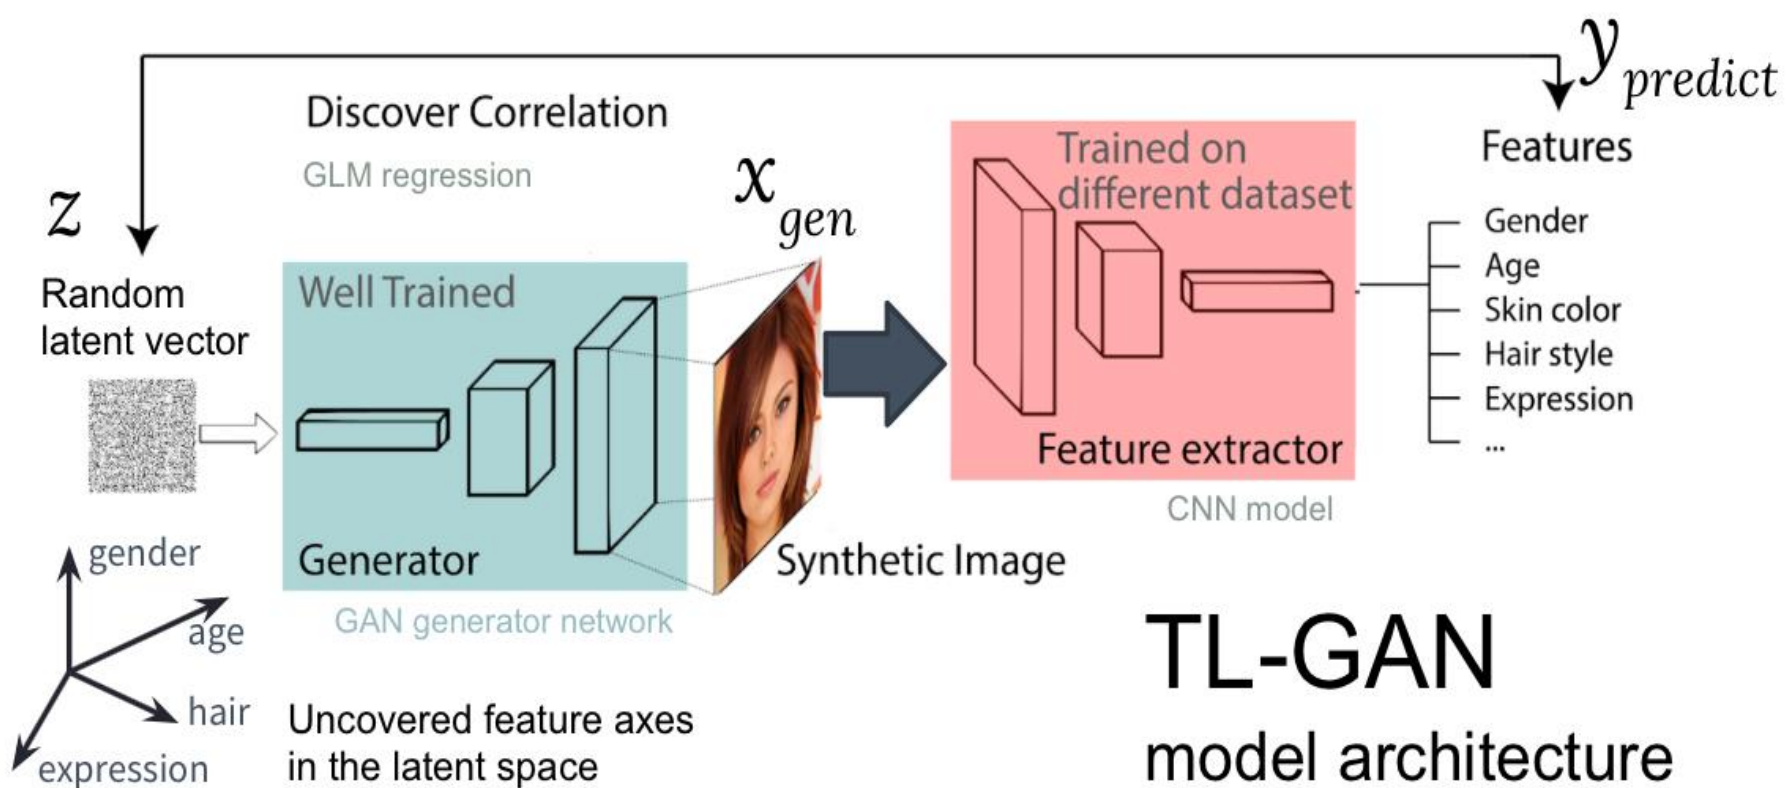 y predict
Discover Correlation
GLM regression
z
Random
latent vector
Well Trained
Generator
GAN generator network
x gen
Synthetic Image
Trained on
different dataset
Feature extractor
CNN model
Features
Gender
Age
Skin color
Hair style
Expression
...
gender
age
hair
expression
Uncovered feature axes
in the latent space
TL-GAN
model architecture